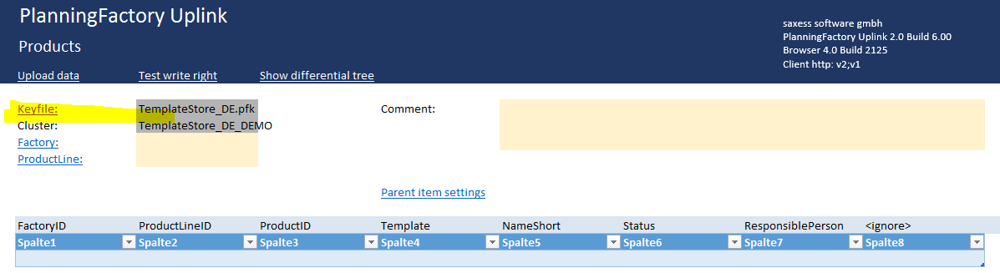 PlanningFactory Uplink
Products
saxess software gmbh
PlanningFactory Uplink 2.0 Build 6.00
Browser 4.0 Build 2125
Client http: v2;v1
Upload data Test write right Show differential tree
Keyfile: TemplateStore_DE.pfk Comment:
Cluster: TemplateStore_DE_DEMO
Factory:
ProductLine:
Parent item settings
FactoryID ProductLineID ProductID Template NameShort Status ResponsiblePerson <ignore>
Spalte1 Spalte2 Spalte3 Spalte4 Spalte5 Spalte6 Spalte7 Spalte8